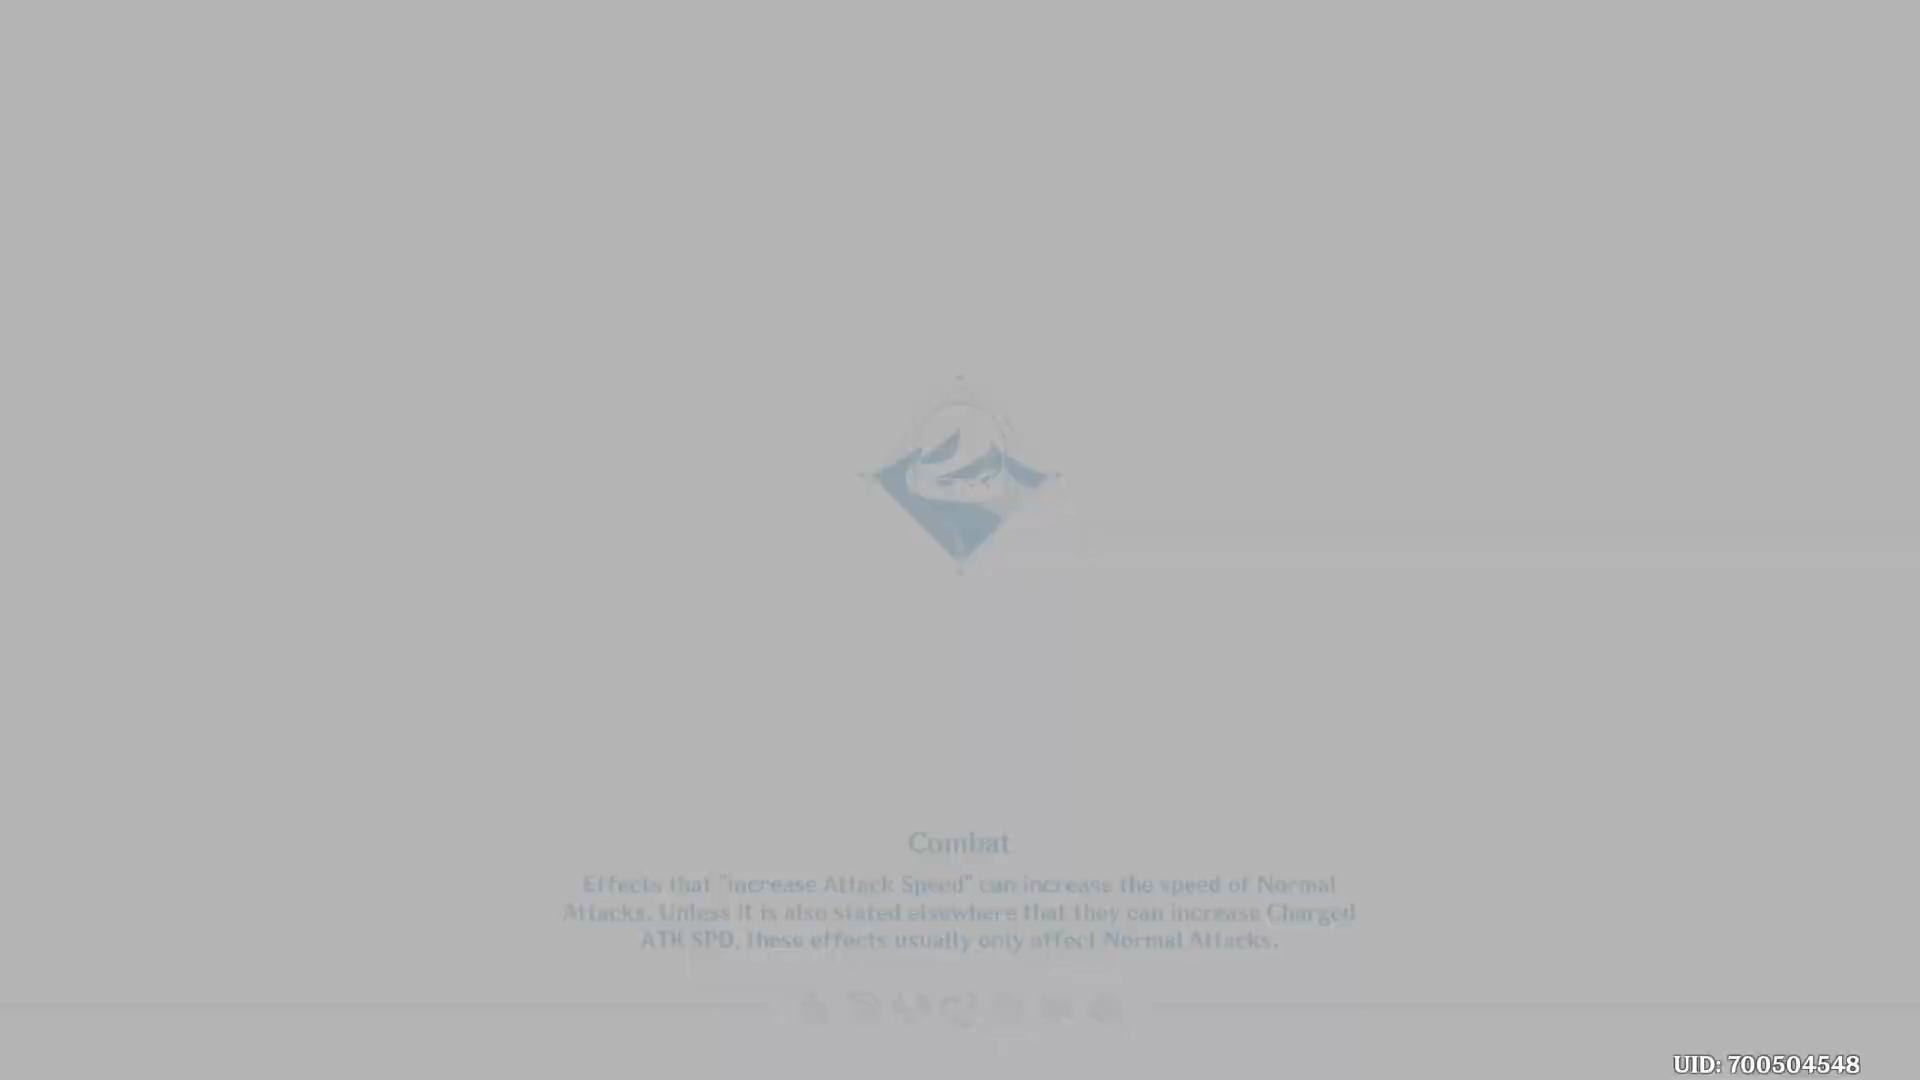 Combat
Effects that "increase Attack Speed" can increase the speed of Normal
Attacks. Unless it is also stated elsewhere that they can increase Charged
ATK SPD, these effects usually only affect Normal Attacks.
UID: 700504548